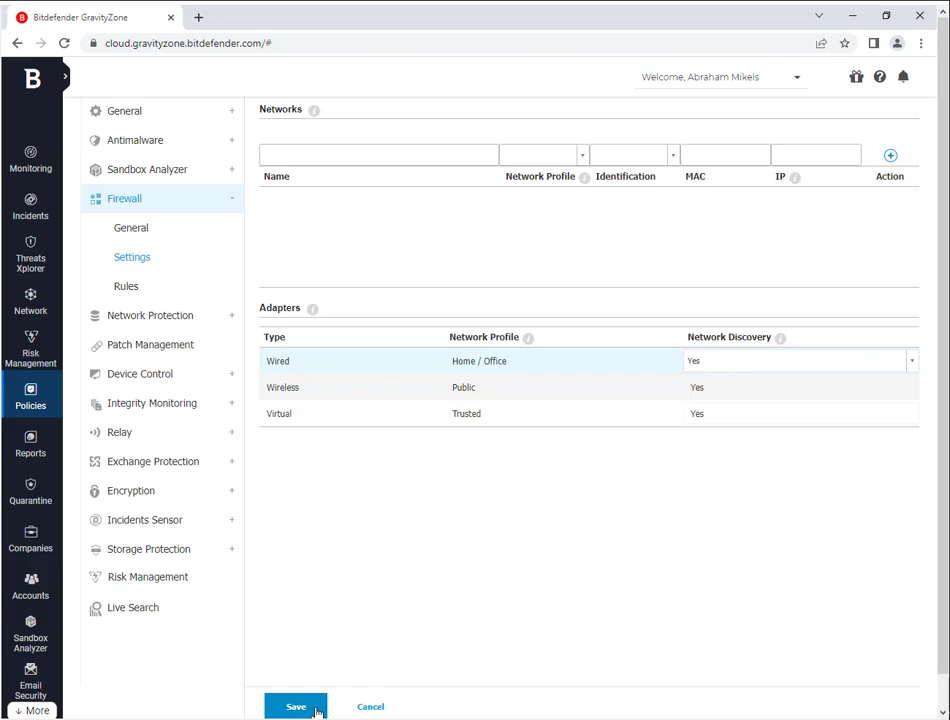 Bitdefender GravityZone
cloud.gravityzone.bitdefender.com/#
B
Welcome, Abraham Mikels
Monitoring
Incidents
Threats
Xplorer
Network
Risk
Management
Policies
Reports
Quarantine
Companies
Accounts
Sandbox
Analyzer
Email
Security
More
General
Antimalware
Sandbox Analyzer
Firewall
General
Settings
Rules
Network Protection
Patch Management
Device Control
Integrity Monitoring
Relay
Exchange Protection
Encryption
Incidents Sensor
Storage Protection
Risk Management
Live Search
Networks
Name Network Profile Identification MAC IP Action
Adapters
Type Network Profile Network Discovery
Wired Home / Office Yes
Wireless Public Yes
Virtual Trusted Yes
Save Cancel